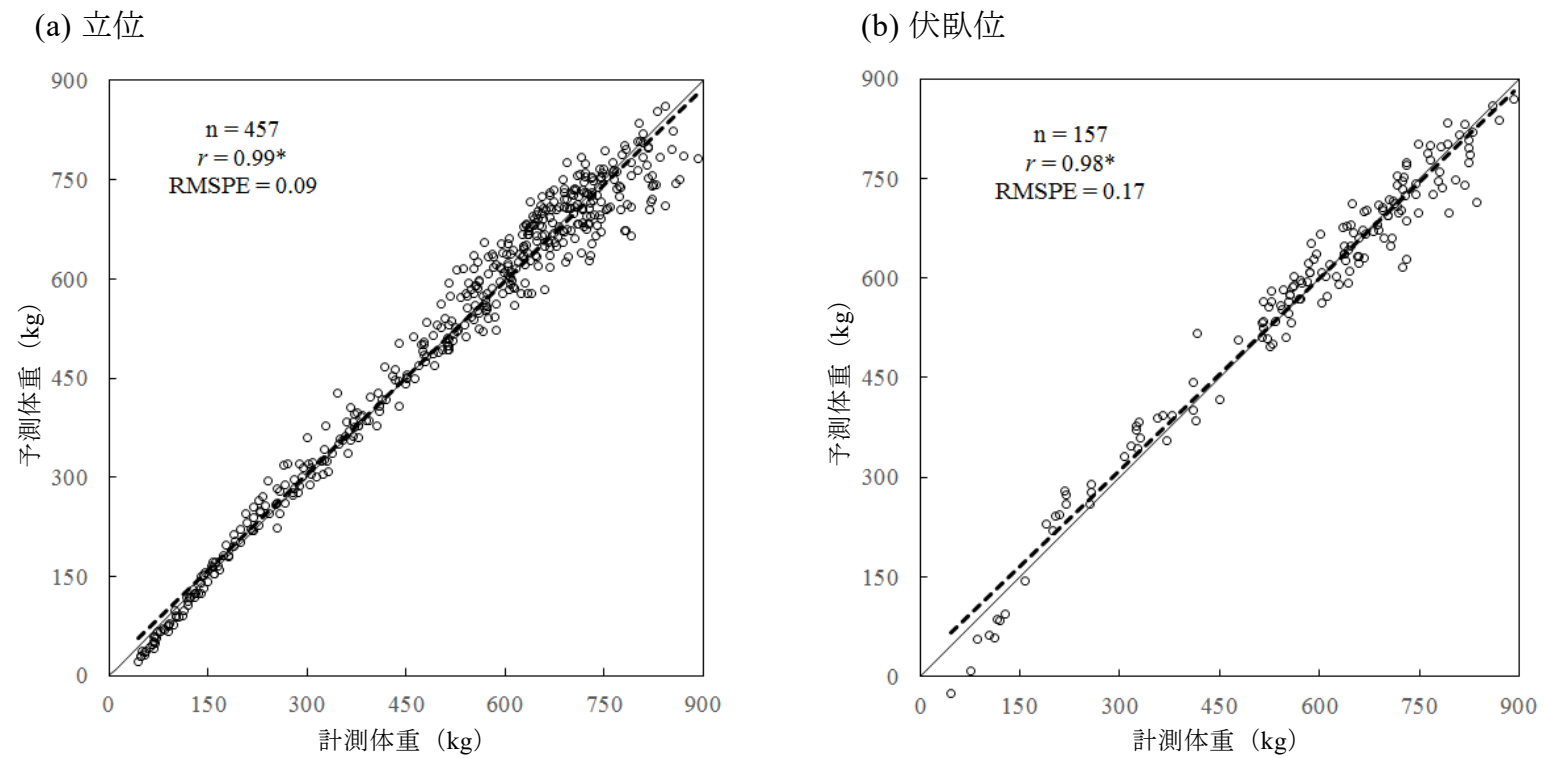 (a) 立位
900
750
600
450
300
150
0
n = 457
r = 0.99*
RMSPE = 0.09
予測体重（kg）
0 150 300 450 600 750 900
計測体重（kg）
(b) 伏臥位
900
750
600
450
300
150
0
n = 157
r = 0.98*
RMSPE = 0.17
予測体重（kg）
0 150 300 450 600 750 900
計測体重（kg）